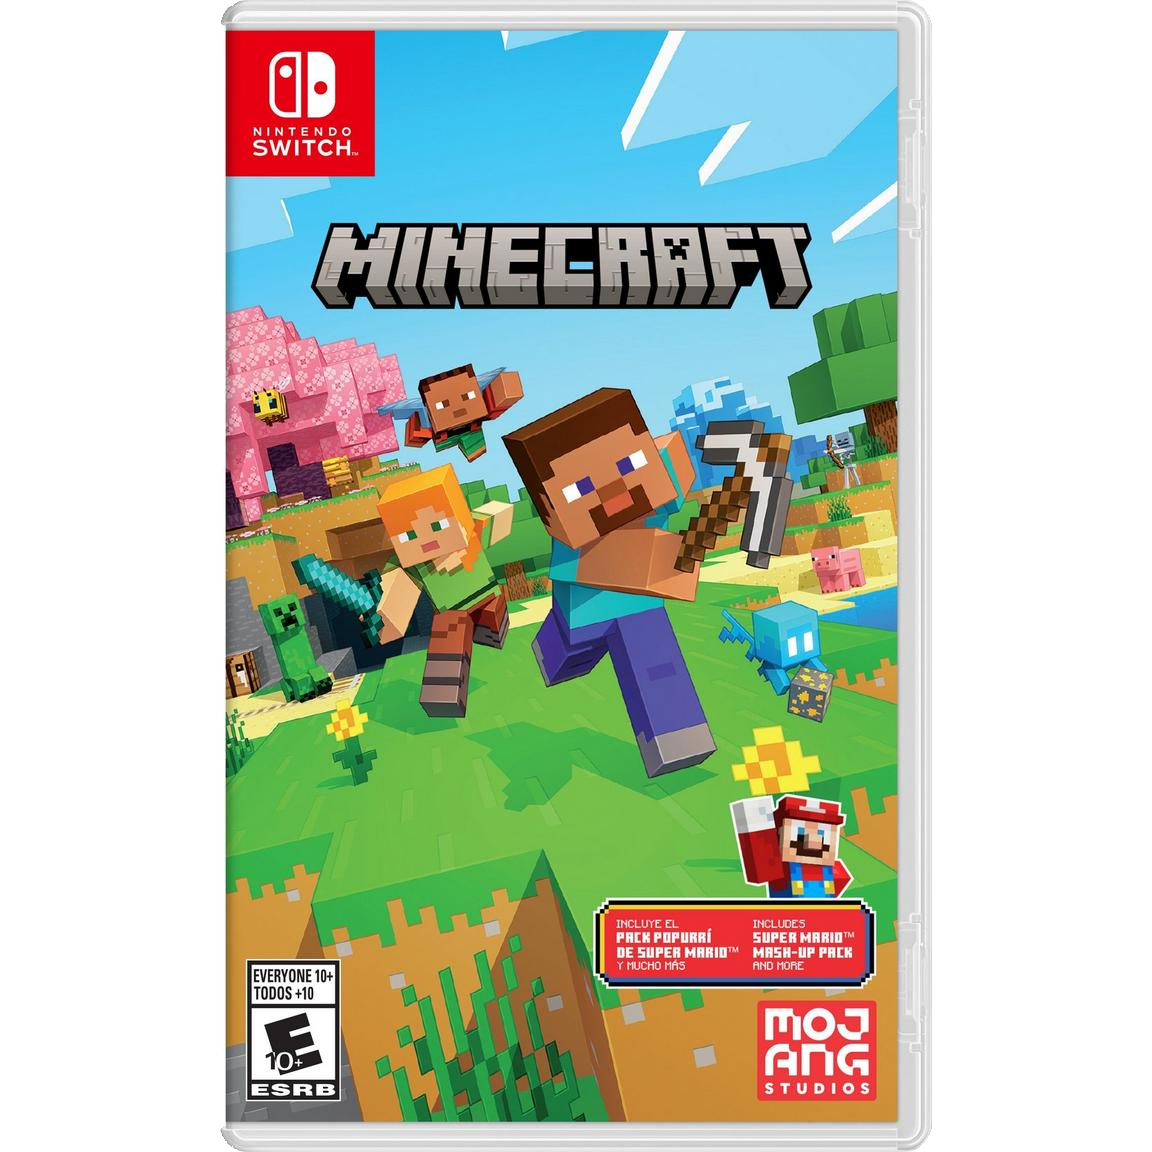 NINTENDO
SWITCH™
MINECRAFT
INCLUYE EL
PACK POPURRÍ
DE SUPER MARIO™
Y MUCHO MÁS
INCLUDES
SUPER MARIO™
MASH-UP PACK
AND MORE
EVERYONE 10+
TODOS +10
E
10+
ESRB
MOJ
ANG
STUDIOS